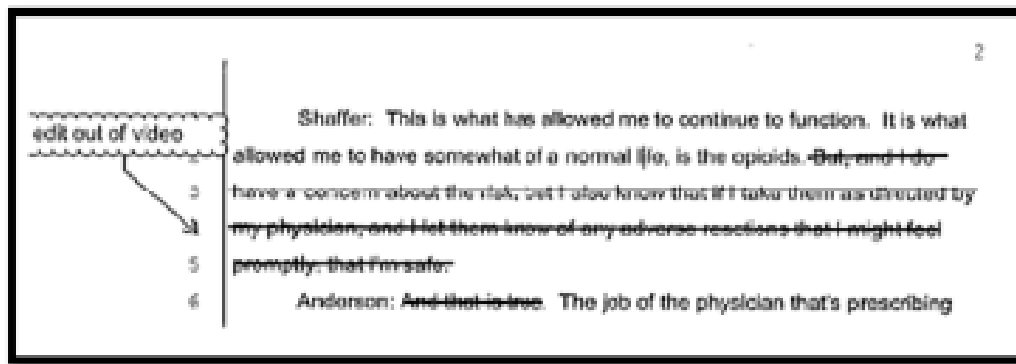 2
Shaffer: This is what has allowed me to continue to function. It is what
edit out of video
allowed me to have somewhat of a normal life, is the opioids. But, and I do
3 have a concern about the risk, but I also know that if I take them as directed by
4 my physician, and I let them know of any adverse reactions that I might feel
5 promptly, that I'm safe.
6 Anderson: And that is true. The job of the physician that's prescribing